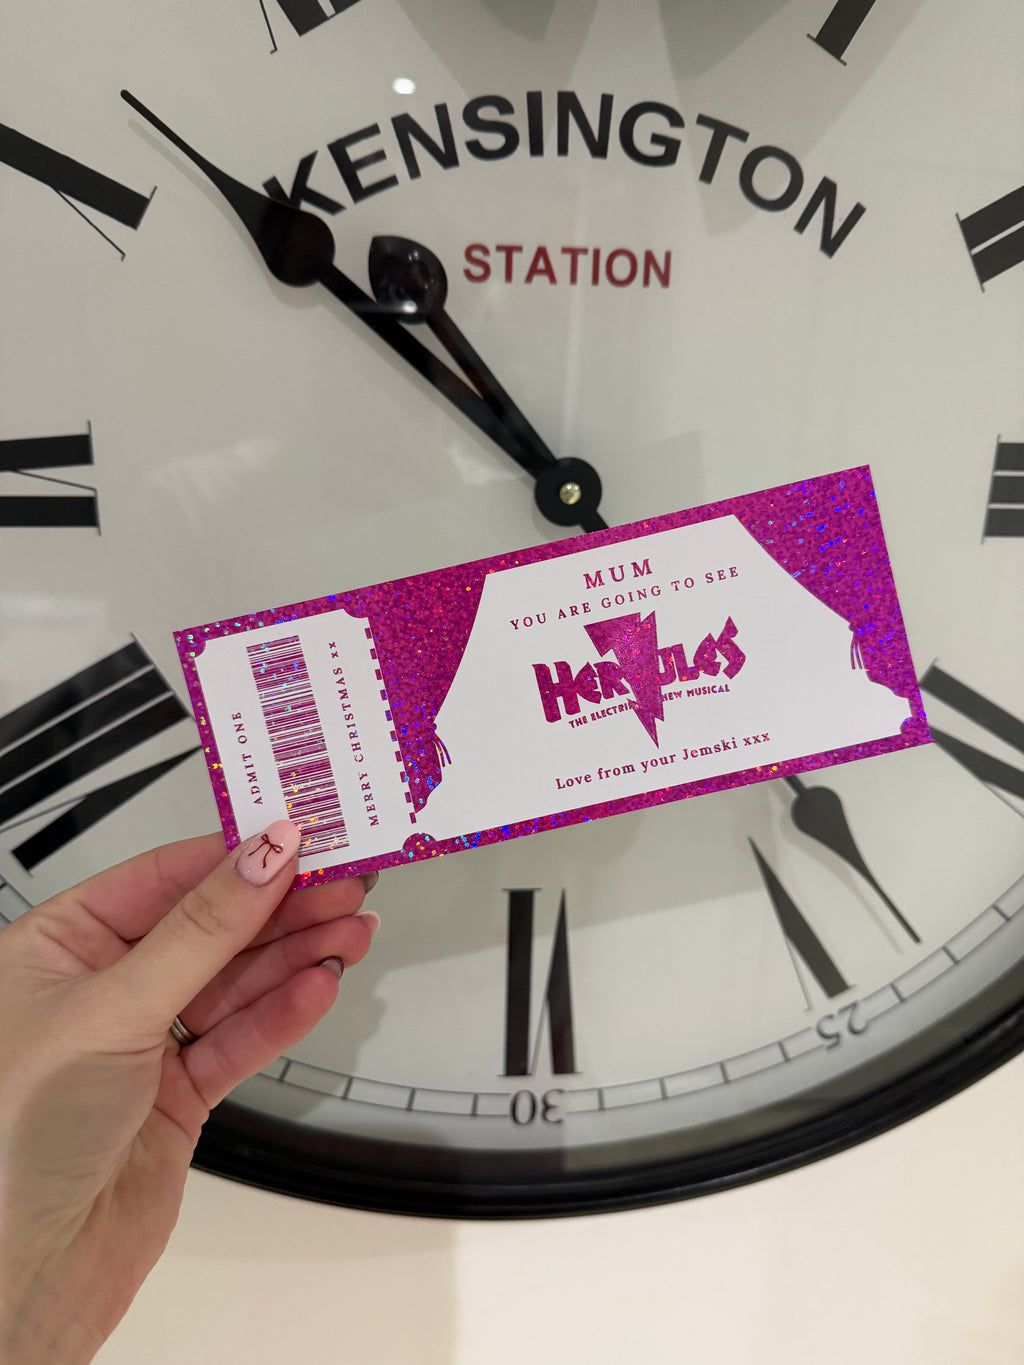 KENSINGTON
STATION
ADMIT ONE
MERRY CHRISTMAS xx
MUM
YOU ARE GOING TO SEE
HERCULES
THE ELECTRIC NEW MUSICAL
Love from your Jemski xxx
25
30